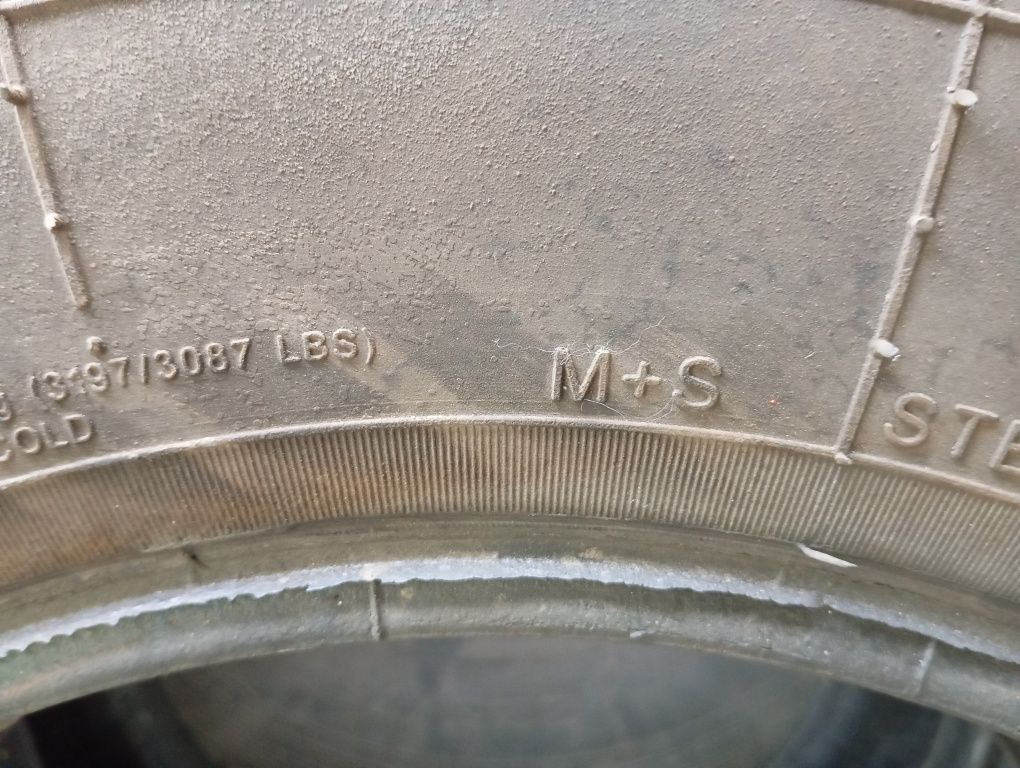 (3197/3087 LBS)
COLD
M+S
STE